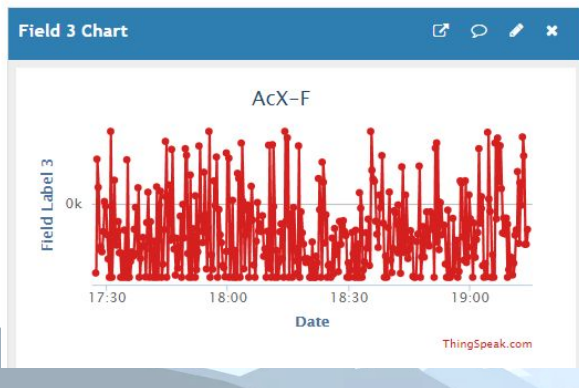 Field 3 Chart
AcX-F
Field Label 3
0k
17:30 18:00 18:30 19:00
Date
ThingSpeak.com